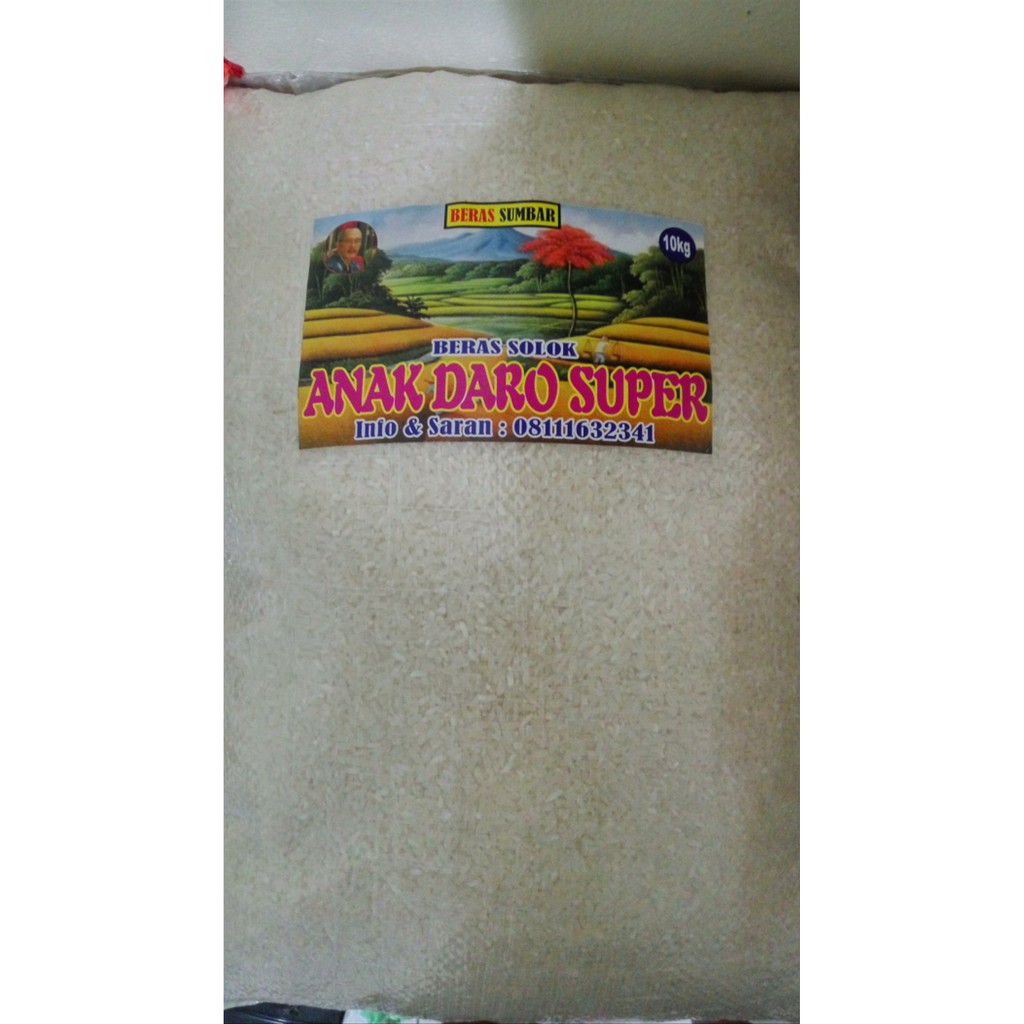 BERAS SUMBAR
10kg
BERAS SOLOK
ANAK DARO SUPER
Info & Saran : 08111632341